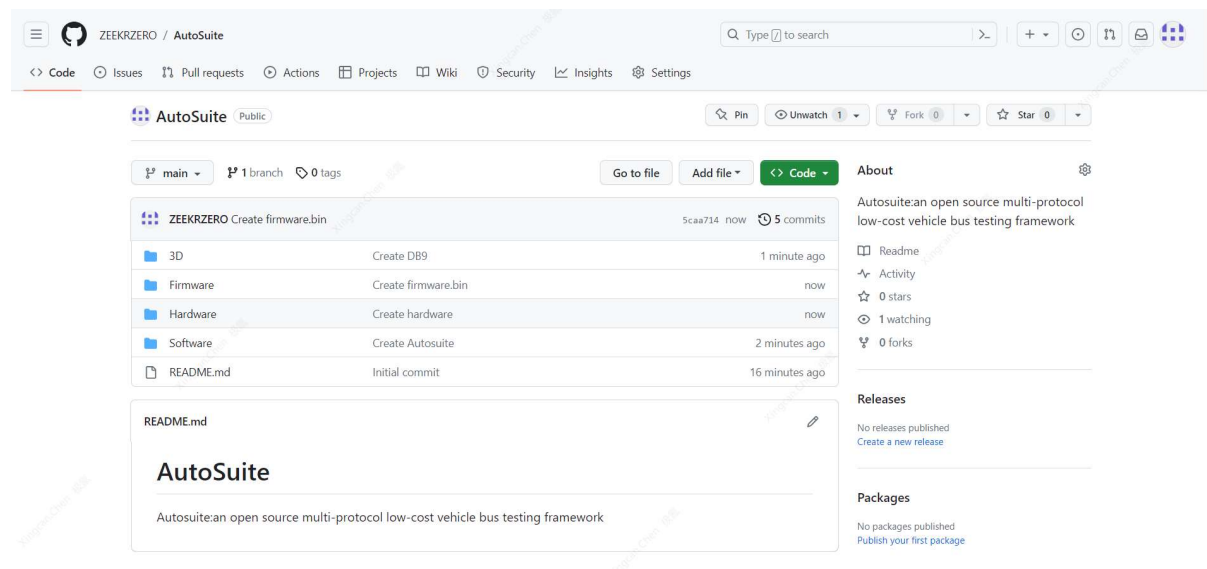 ZEEKRZERO / AutoSuite
Type / to search
Code Issues Pull requests Actions Projects Wiki Security Insights Settings
AutoSuite Public
Pin Unwatch 1 Fork 0 Star 0
main 1 branch 0 tags Go to file Add file Code
ZEEKRZERO Create firmware.bin 5caa714 now 5 commits
3D Create DB9 1 minute ago
Firmware Create firmware.bin now
Hardware Create hardware now
Software Create Autosuite 2 minutes ago
README.md Initial commit 16 minutes ago
README.md
AutoSuite
Autosuite:an open source multi-protocol low-cost vehicle bus testing framework
About
Autosuite:an open source multi-protocol
low-cost vehicle bus testing framework
Readme
Activity
0 stars
1 watching
0 forks
Releases
No releases published
Create a new release
Packages
No packages published
Publish your first package